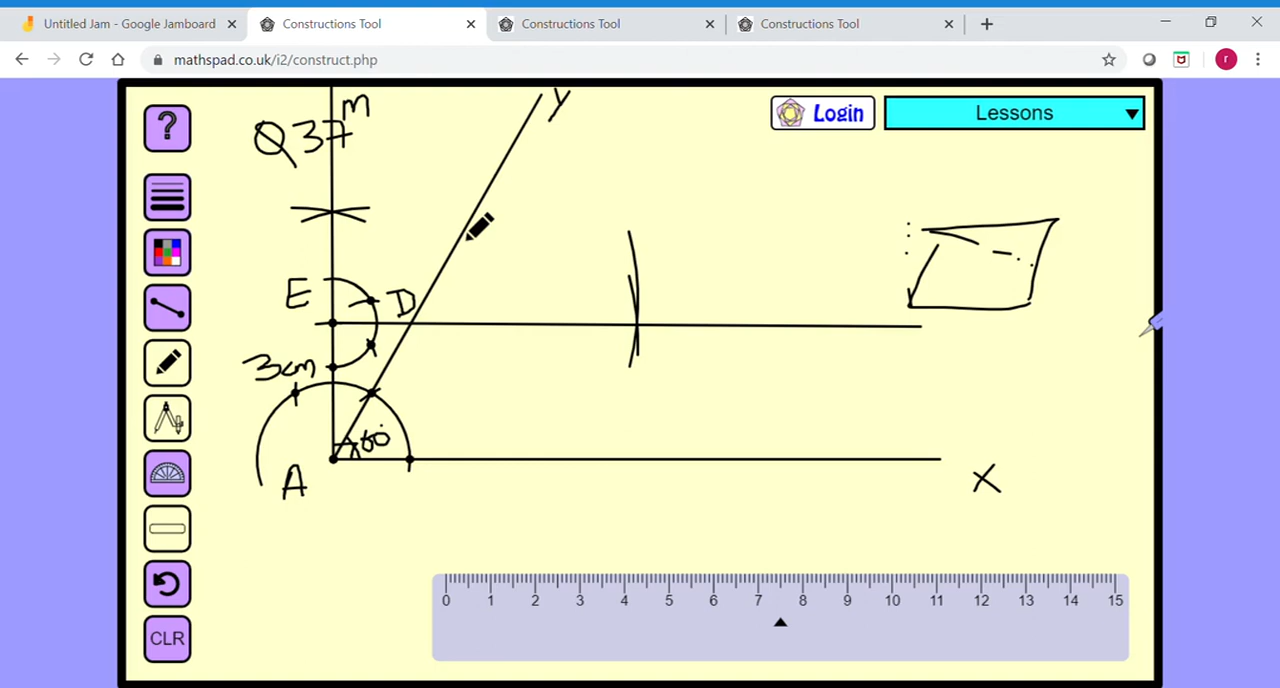 Untitled Jam - Google Jamboard
Constructions Tool
Constructions Tool
Constructions Tool
mathspad.co.uk/i2/construct.php
r
?
Login
Lessons
m
Y
Q37
E
D
3cm
60°
A
X
0 1 2 3 4 5 6 7 8 9 10 11 12 13 14 15
CLR